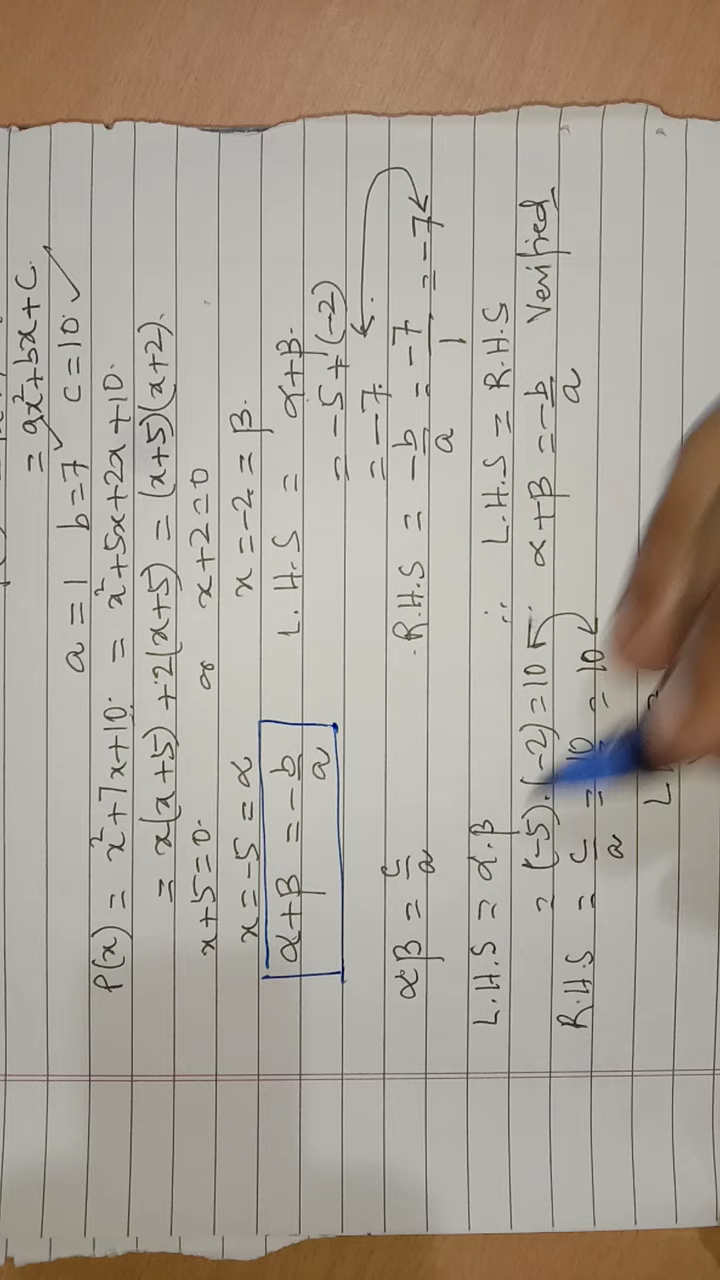 = ax²+bx+c.
a=1 b=7 c=10.
P(x) = x²+7x+10. = x²+5x+2x+10.
= x(x+5)+2(x+5) = (x+5)(x+2).
x+5=0. or x+2=0
x=-5=α x=-2=β.
α+β = -b/a L.H.S = α+β.
= -5+(-2)
= -7.
αβ = c/a R.H.S = -b/a = -7/1 = -7
L.H.S = α.β ∴ L.H.S = R.H.S
= (-5).(-2)=10 α+β = -b/a Verified
R.H.S = c/a = 10 = 10
L